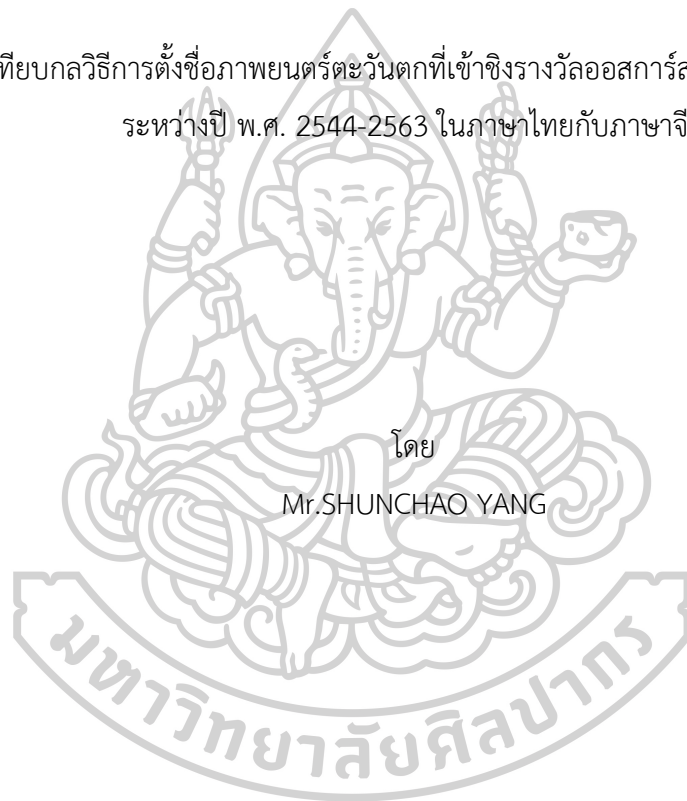 ทียบกลวิธีการตั้งชื่อภาพยนตร์ตะวันตกที่เข้าชิงรางวัลออสการ์ส
ระหว่างปี พ.ศ. 2544-2563 ในภาษาไทยกับภาษาจี
โดย
Mr.SHUNCHAO YANG
มหาวิทยาลัยศิลปากร